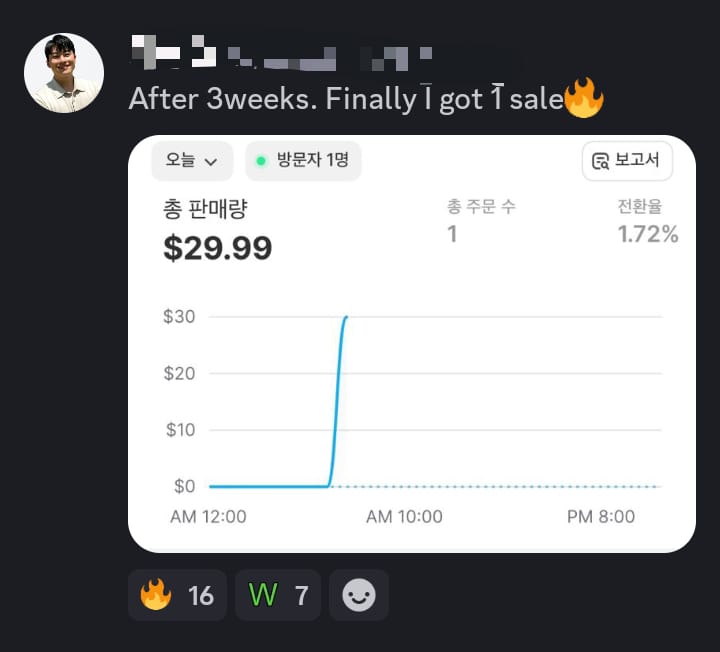 After 3weeks. Finally I got 1 sale🔥
오늘
방문자 1명
보고서
총 판매량
$29.99
총 주문 수
1
전환율
1.72%
$30
$20
$10
$0
AM 12:00
AM 10:00
PM 8:00
🔥 16
W 7